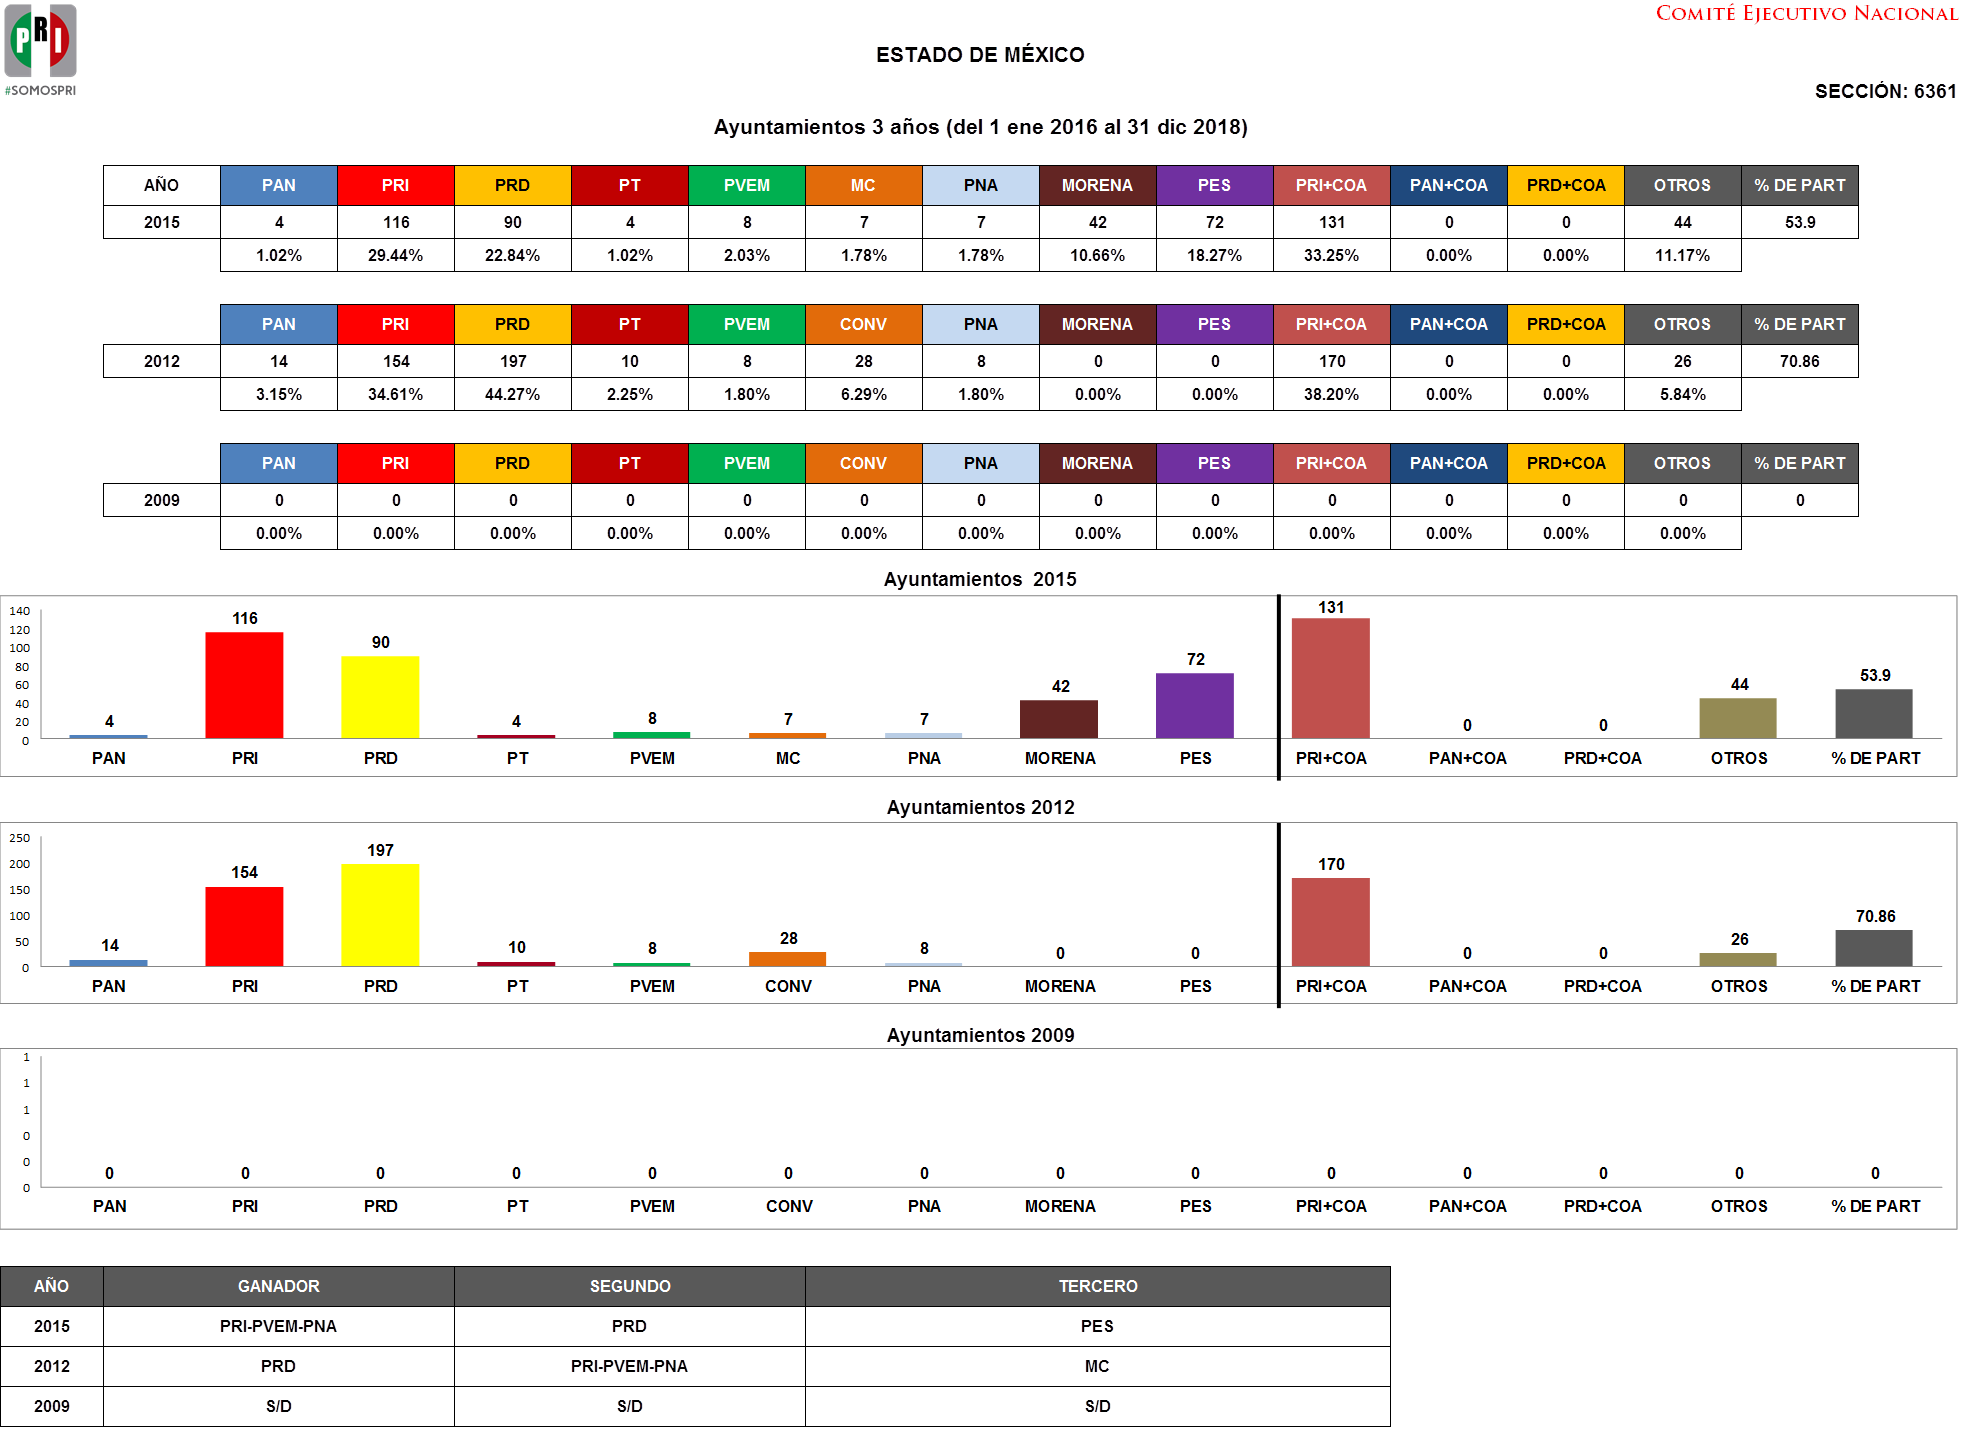 COMITÉ EJECUTIVO NACIONAL
PRI
#SOMOSPRI
ESTADO DE MÉXICO
SECCIÓN: 6361
Ayuntamientos 3 años (del 1 ene 2016 al 31 dic 2018)
AÑO PAN PRI PRD PT PVEM MC PNA MORENA PES PRI+COA PAN+COA PRD+COA OTROS % DE PART
2015 4 116 90 4 8 7 7 42 72 131 0 0 44 53.9
1.02% 29.44% 22.84% 1.02% 2.03% 1.78% 1.78% 10.66% 18.27% 33.25% 0.00% 0.00% 11.17%
PAN PRI PRD PT PVEM CONV PNA MORENA PES PRI+COA PAN+COA PRD+COA OTROS % DE PART
2012 14 154 197 10 8 28 8 0 0 170 0 0 26 70.86
3.15% 34.61% 44.27% 2.25% 1.80% 6.29% 1.80% 0.00% 0.00% 38.20% 0.00% 0.00% 5.84%
PAN PRI PRD PT PVEM CONV PNA MORENA PES PRI+COA PAN+COA PRD+COA OTROS % DE PART
2009 0 0 0 0 0 0 0 0 0 0 0 0 0 0
0.00% 0.00% 0.00% 0.00% 0.00% 0.00% 0.00% 0.00% 0.00% 0.00% 0.00% 0.00% 0.00%
Ayuntamientos 2015
140
120
100
80
60
40
20
0
4 116 90 4 8 7 7 42 72 131 0 0 44 53.9
PAN PRI PRD PT PVEM MC PNA MORENA PES PRI+COA PAN+COA PRD+COA OTROS % DE PART
Ayuntamientos 2012
250
200
150
100
50
0
14 154 197 10 8 28 8 0 0 170 0 0 26 70.86
PAN PRI PRD PT PVEM CONV PNA MORENA PES PRI+COA PAN+COA PRD+COA OTROS % DE PART
Ayuntamientos 2009
1
1
1
0
0
0
0 0 0 0 0 0 0 0 0 0 0 0 0 0
PAN PRI PRD PT PVEM CONV PNA MORENA PES PRI+COA PAN+COA PRD+COA OTROS % DE PART
AÑO GANADOR SEGUNDO TERCERO
2015 PRI-PVEM-PNA PRD PES
2012 PRD PRI-PVEM-PNA MC
2009 S/D S/D S/D